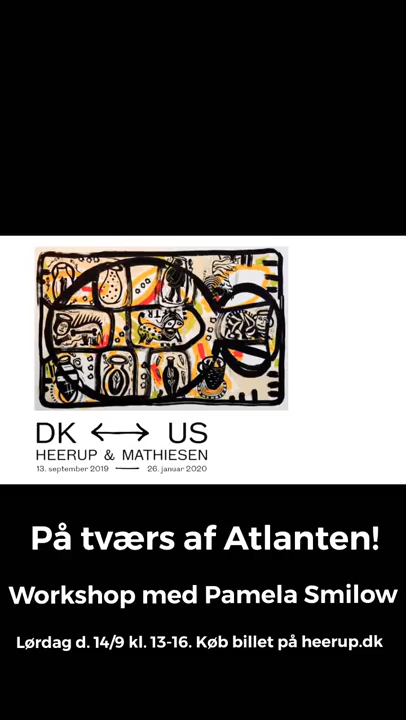 DK ↔ US
HEERUP & MATHIESEN
13. september 2019 — 26. januar 2020
På tværs af Atlanten!
Workshop med Pamela Smilow
Lørdag d. 14/9 kl. 13-16. Køb billet på heerup.dk